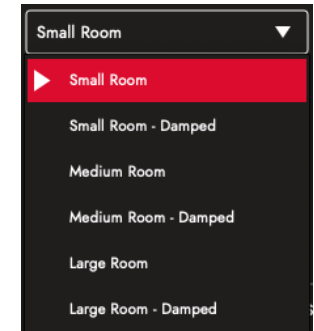 Small Room
Small Room
Small Room - Damped
Medium Room
Medium Room - Damped
Large Room
Large Room - Damped